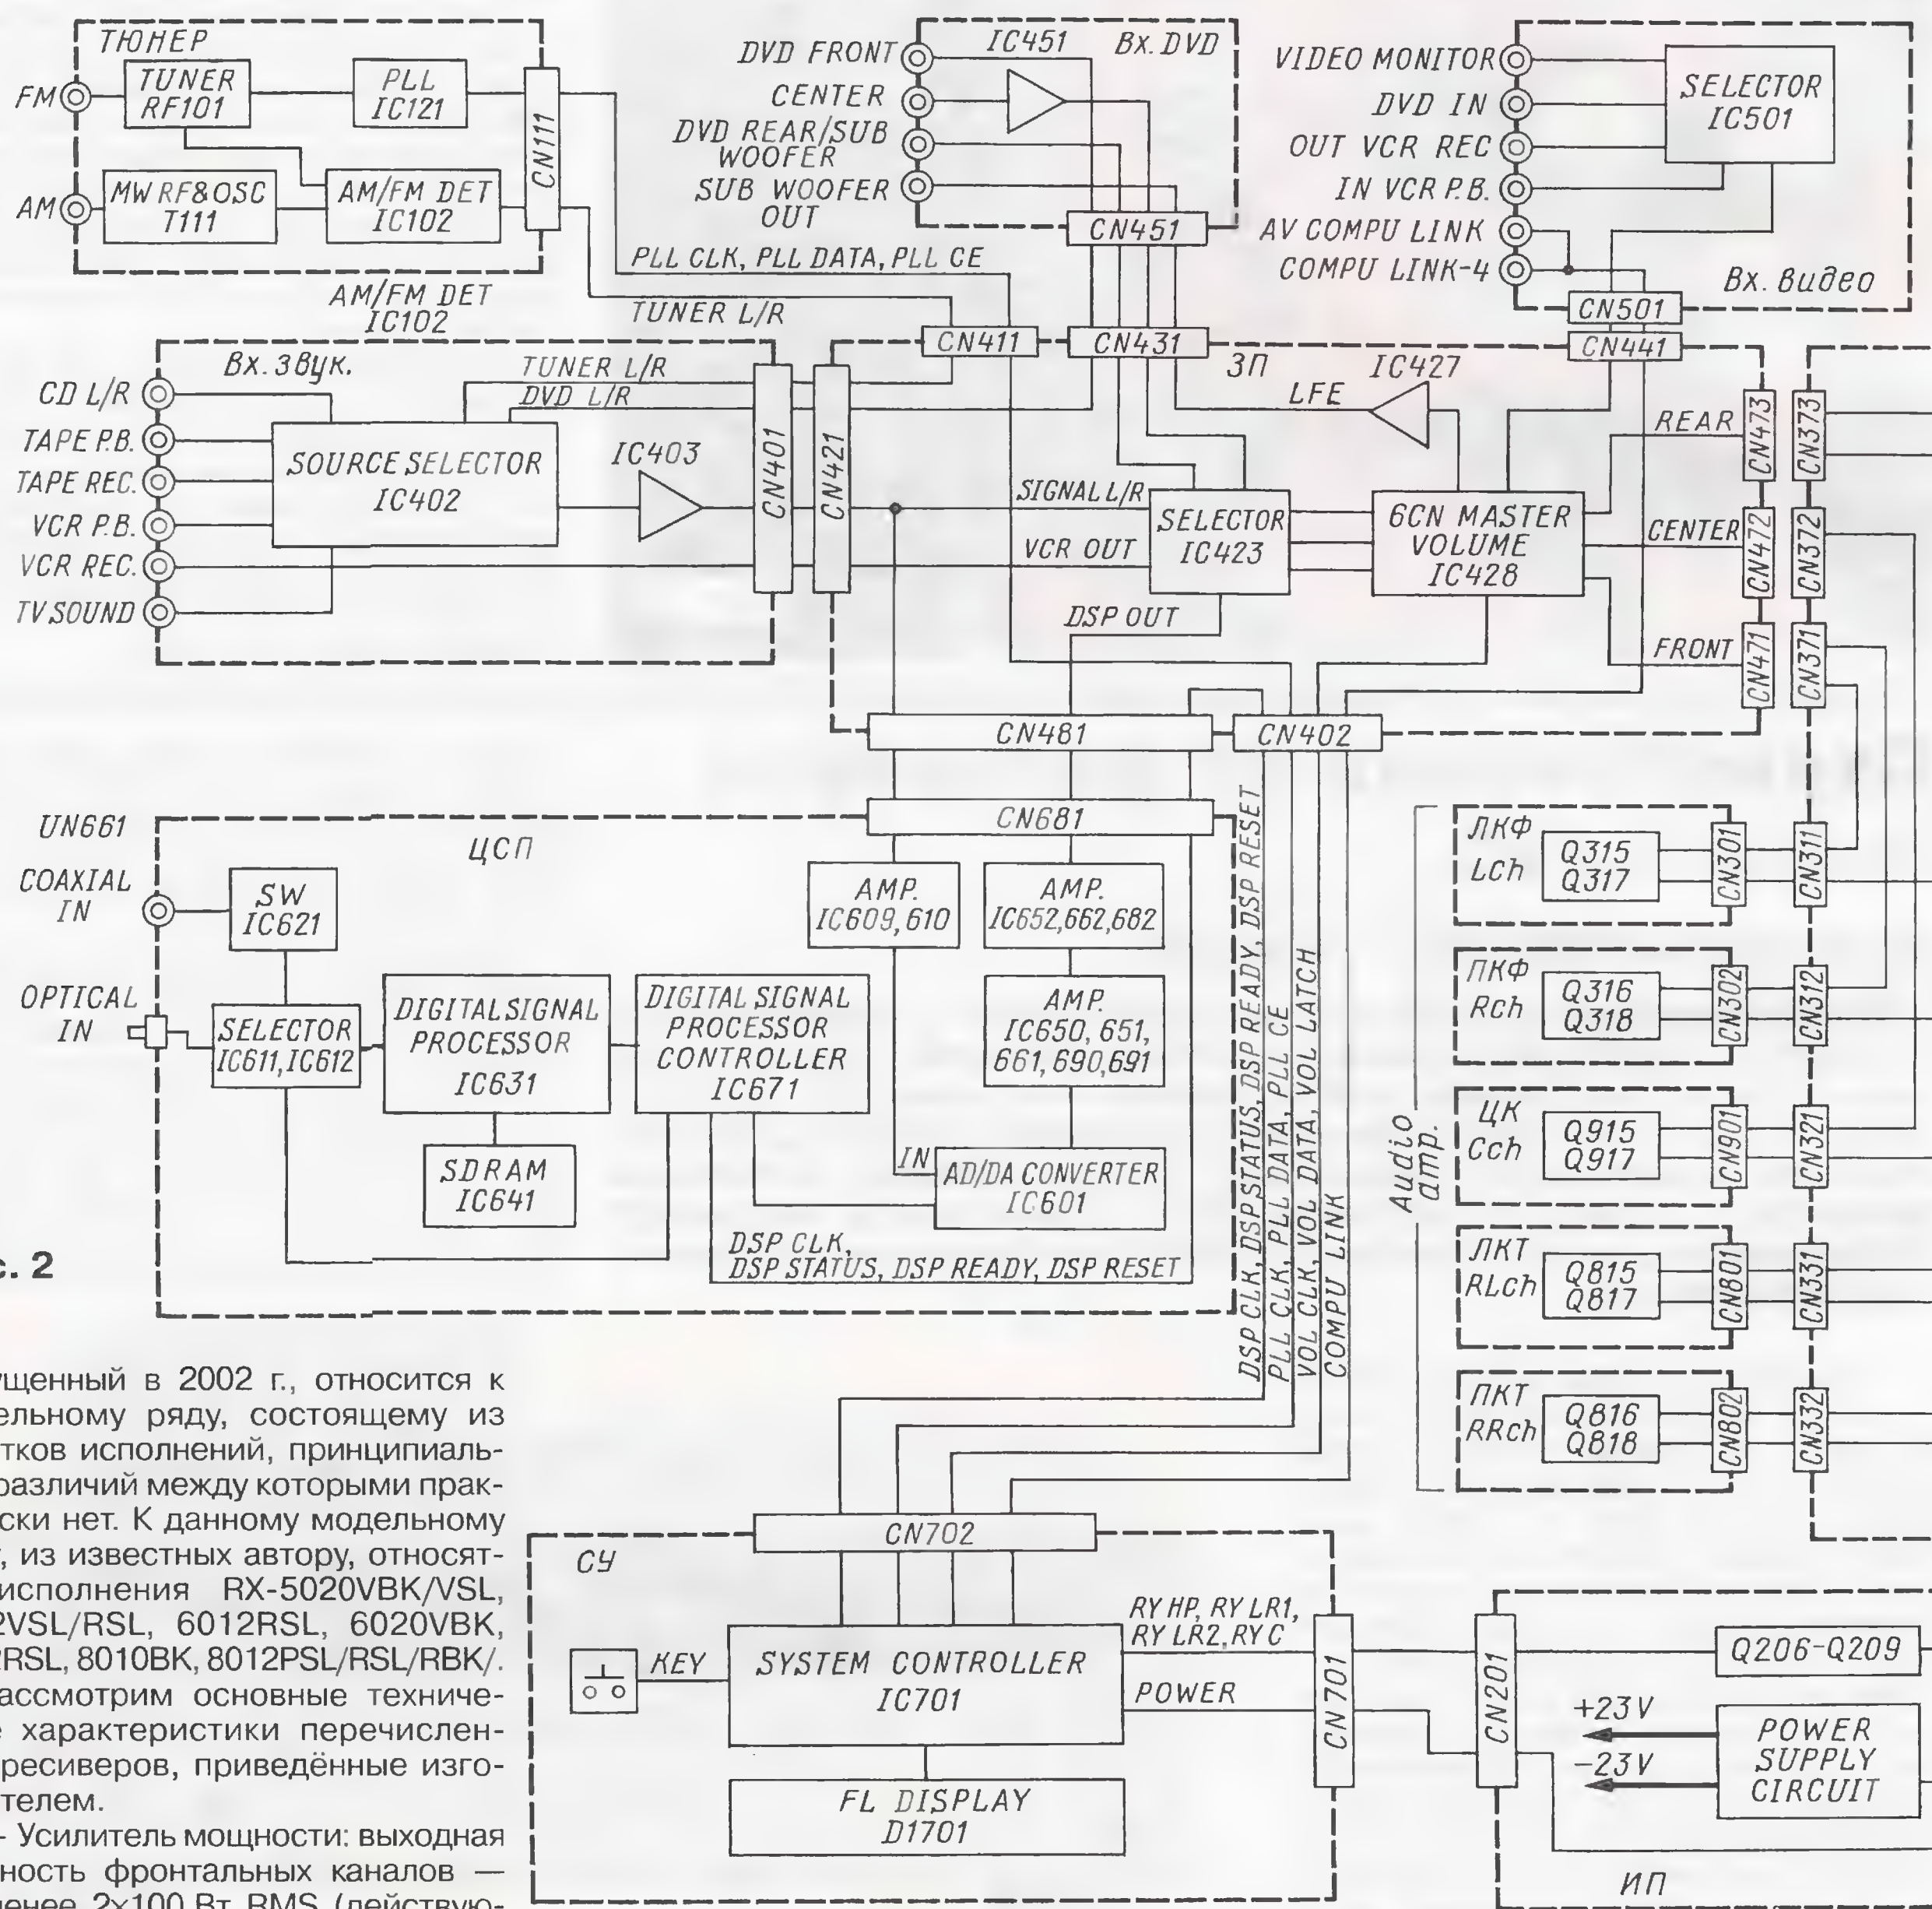 ТЮНЕР
FM
TUNER
RF101
PLL
IC121
AM
MW RF&OSC
T111
AM/FM DET
IC102
CN111
AM/FM DET
IC102
PLL CLK, PLL DATA, PLL CE
TUNER L/R
DVD FRONT
CENTER
DVD REAR/SUB
WOOFER
SUB WOOFER
OUT
IC451
Вх. DVD
CN451
VIDEO MONITOR
DVD IN
OUT VCR REC
IN VCR P.B.
AV COMPU LINK
COMPU LINK-4
SELECTOR
IC501
Вх. видео
CN501
CN441
CN411
CN431
Вх. звук.
CD L/R
TAPE P.B.
TAPE REC.
VCR P.B.
VCR REC.
TV SOUND
TUNER L/R
DVD L/R
SOURCE SELECTOR
IC402
IC403
CN401
CN421
ЗП
IC427
LFE
SIGNAL L/R
VCR OUT
SELECTOR
IC423
6CN MASTER
VOLUME
IC428
DSP OUT
REAR
CENTER
FRONT
CN473
CN472
CN471
CN373
CN372
CN371
CN481
CN402
UN661
COAXIAL
IN
OPTICAL
IN
ЦСП
CN681
SW
IC621
SELECTOR
IC611, IC612
DIGITAL SIGNAL
PROCESSOR
IC631
SDRAM
IC641
DIGITAL SIGNAL
PROCESSOR
CONTROLLER
IC671
AMP.
IC609, 610
AMP.
IC652,662,682
AMP.
IC650, 651,
661, 690,691
IN
AD/DA CONVERTER
IC601
DSP CLK,
DSP STATUS, DSP READY, DSP RESET
DSP CLK, DSP STATUS, DSP READY, DSP RESET
PLL CLK, PLL DATA, PLL CE
VOL CLK, VOL DATA, VOL LATCH
COMPU LINK
Audio
amp.
ЛКФ
Lch
Q315
Q317
CN301
CN311
ПКФ
Rch
Q316
Q318
CN302
CN312
ЦК
Cch
Q915
Q917
CN901
CN321
ЛКТ
RLch
Q815
Q817
CN801
CN331
ПКТ
RRch
Q816
Q818
CN802
CN332
с. 2
ущенный в 2002 г., относится к
ельному ряду, состоящему из
тков исполнений, принципиаль-
различий между которыми прак-
ски нет. К данному модельному
, из известных автору, относят-
исполнения RX-5020VBK/VSL,
2VSL/RSL, 6012RSL, 6020VBK,
2RSL, 8010BK, 8012PSL/RSL/RBK/.
ассмотрим основные техниче-
е характеристики перечислен-
ресиверов, приведённые изго-
телем.
- Усилитель мощности: выходная
ность фронтальных каналов —
менее 2×100 Вт RMS (действую-
СУ
CN702
KEY
SYSTEM CONTROLLER
IC701
FL DISPLAY
D1701
RY HP, RY LR1,
RY LR2, RY C
POWER
CN701
CN201
Q206-Q209
+23V
-23V
POWER
SUPPLY
CIRCUIT
ИП